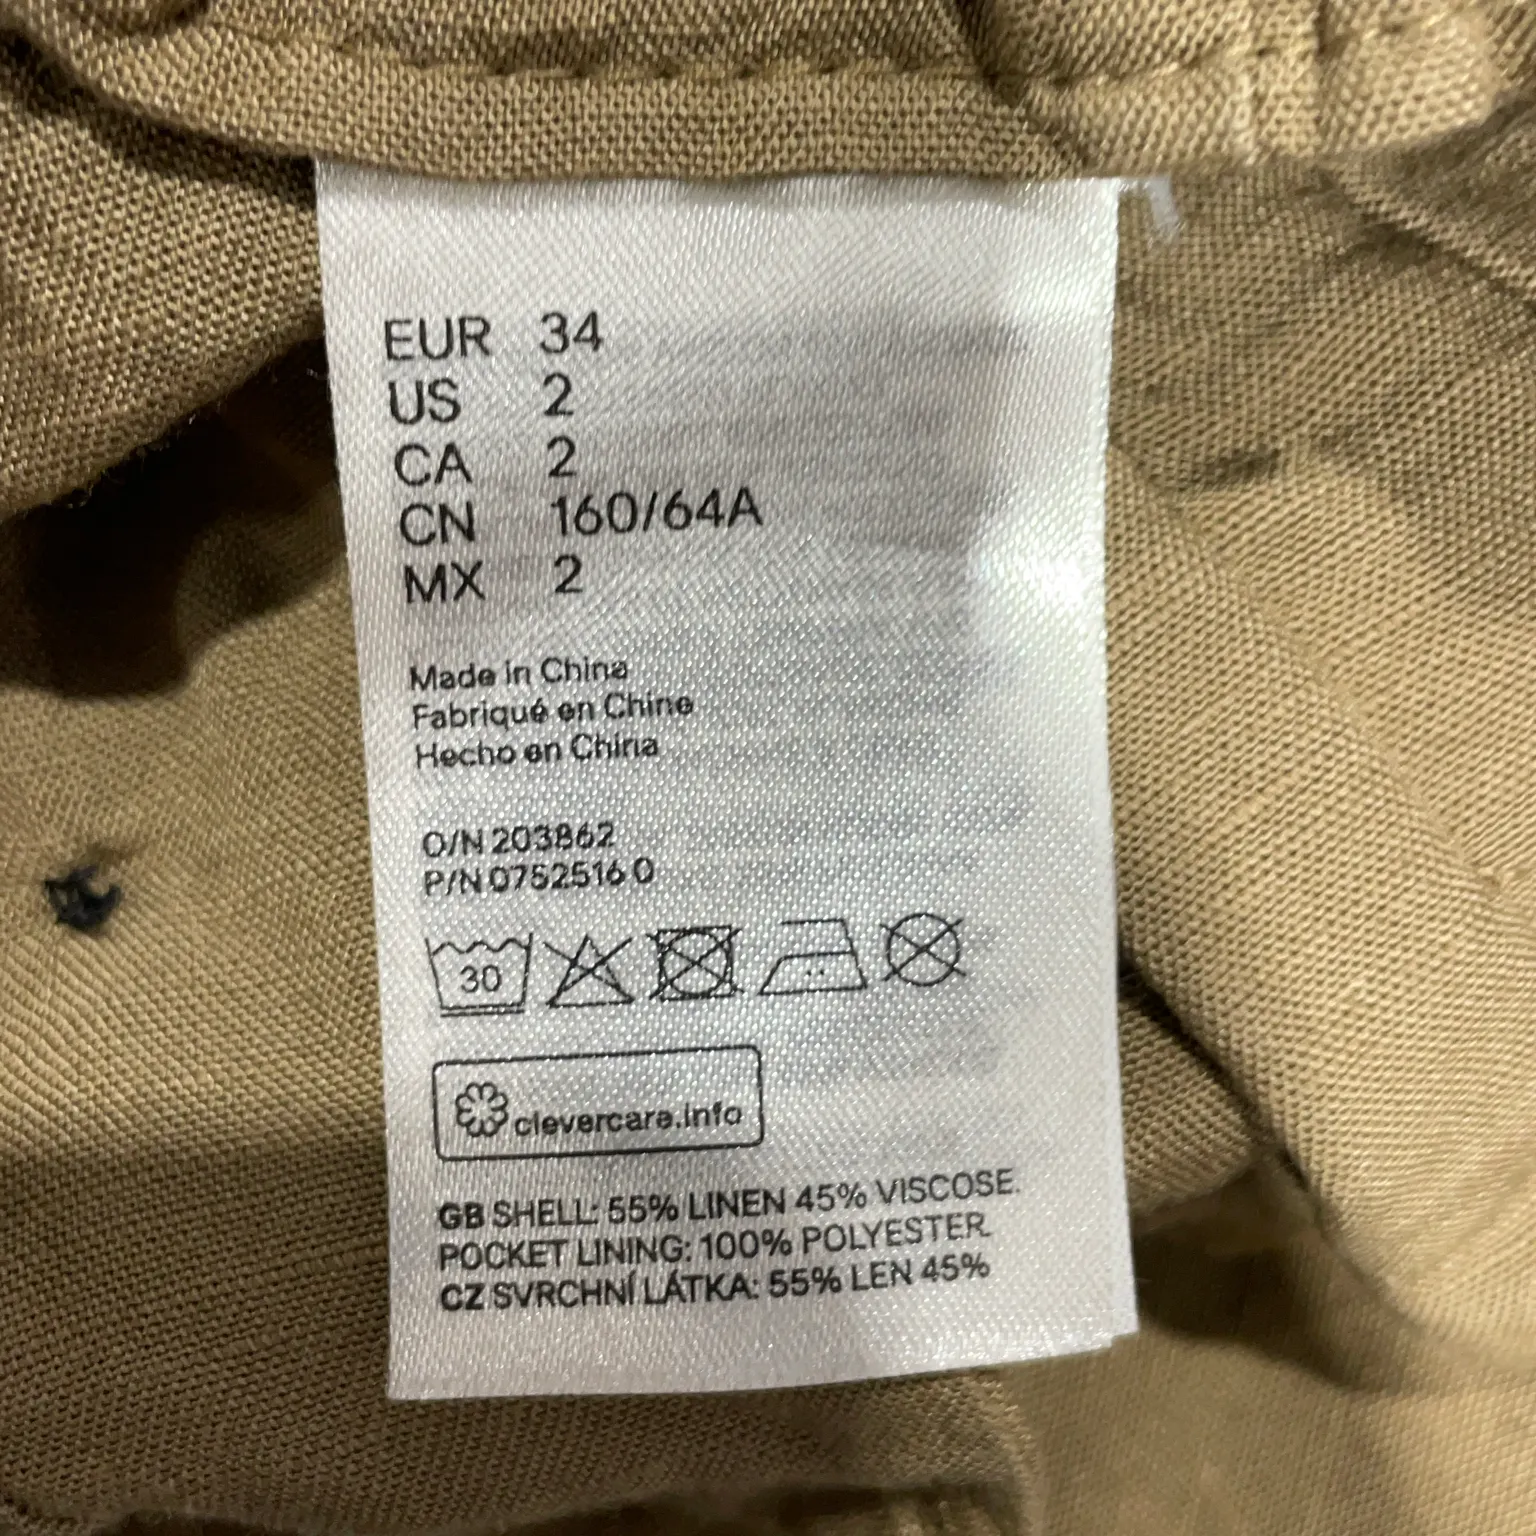 EUR 34
US 2
CA 2
CN 160/64A
MX 2
Made in China
Fabriqué en Chine
Hecho en China
O/N 203862
P/N 0752516 0
30
clevercare.info
GB SHELL: 55% LINEN 45% VISCOSE.
POCKET LINING: 100% POLYESTER.
CZ SVRCHNÍ LÁTKA: 55% LEN 45%